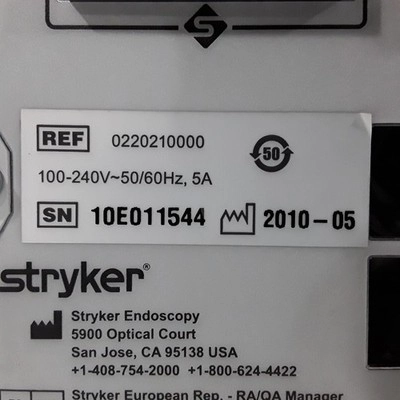 S
REF 0220210000 50
100-240V~50/60Hz, 5A
SN 10E011544 2010-05
stryker®
Stryker Endoscopy
5900 Optical Court
San Jose, CA 95138 USA
+1-408-754-2000 +1-800-624-4422
Stryker European Rep. - RA/QA Manager